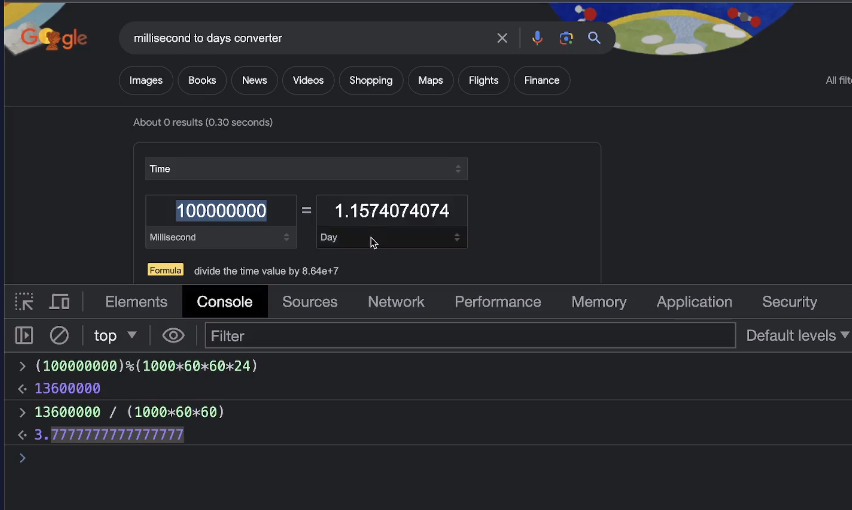 Google
millisecond to days converter
Images Books News Videos Shopping Maps Flights Finance All filte
About 0 results (0.30 seconds)
Time
100000000 = 1.1574074074
Millisecond Day
Formula divide the time value by 8.64e+7
Elements Console Sources Network Performance Memory Application Security
top Filter Default levels
(100000000)%(1000*60*60*24)
13600000
13600000 / (1000*60*60)
3.7777777777777777